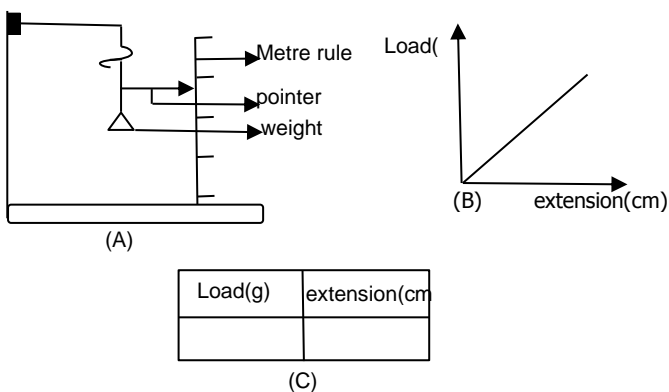 Metre rule
pointer
weight
(A)
Load(
(B)
extension(cm)
Load(g)
extension(cm
(C)